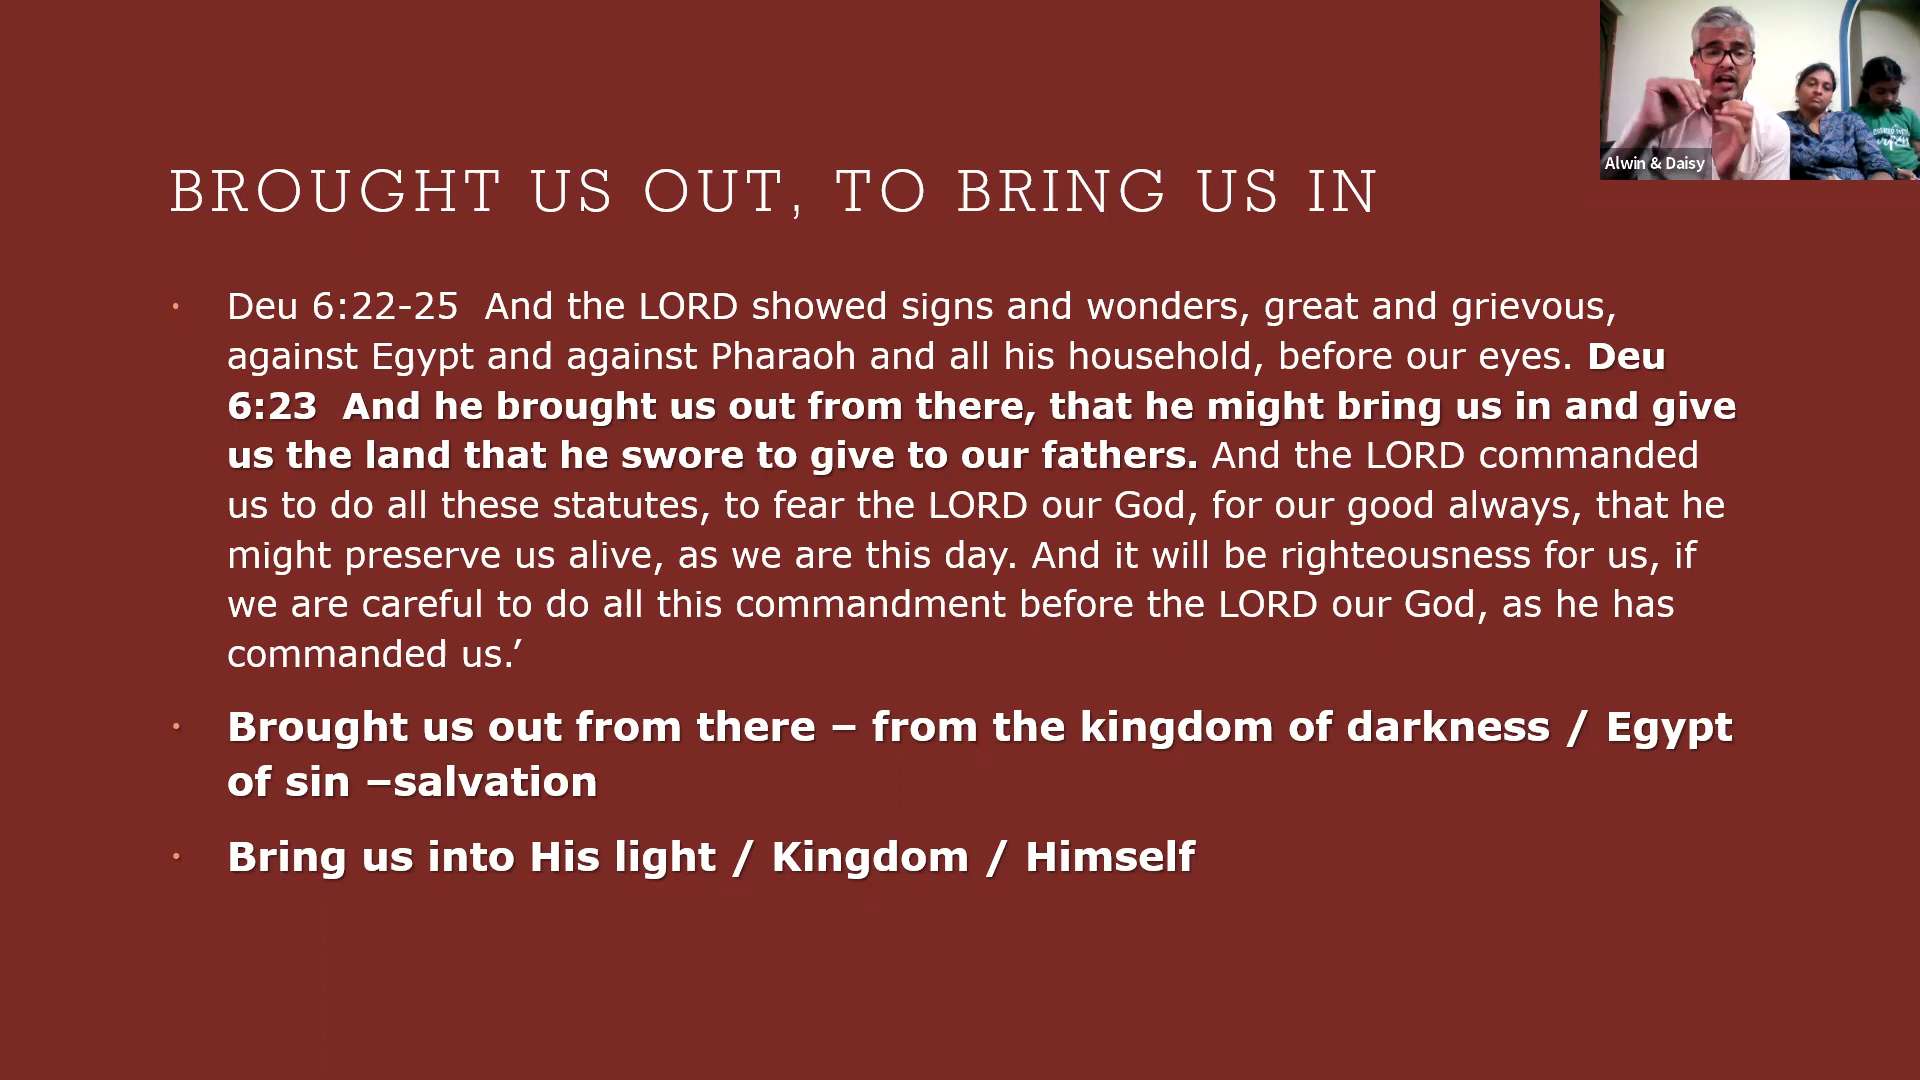 BROUGHT US OUT, TO BRING US IN
Alwin & Daisy
• Deu 6:22-25  And the LORD showed signs and wonders, great and grievous,
against Egypt and against Pharaoh and all his household, before our eyes. Deu
6:23  And he brought us out from there, that he might bring us in and give
us the land that he swore to give to our fathers. And the LORD commanded
us to do all these statutes, to fear the LORD our God, for our good always, that he
might preserve us alive, as we are this day. And it will be righteousness for us, if
we are careful to do all this commandment before the LORD our God, as he has
commanded us.’
• Brought us out from there – from the kingdom of darkness / Egypt
of sin –salvation
• Bring us into His light / Kingdom / Himself